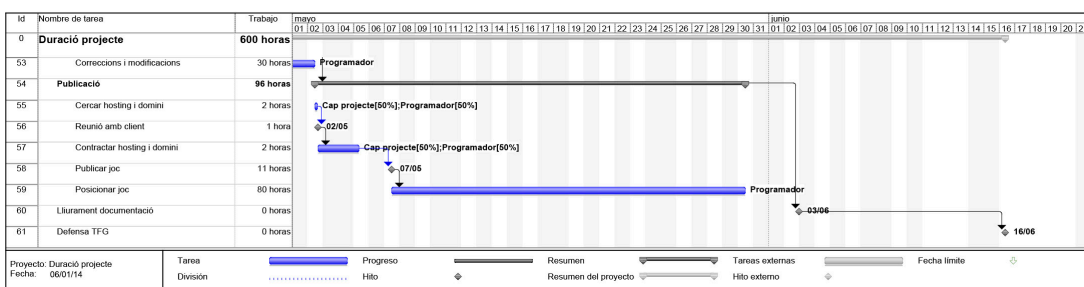 Id Nombre de tarea Trabajo mayo junio
01 02 03 04 05 06 07 08 09 10 11 12 13 14 15 16 17 18 19 20 21 22 23 24 25 26 27 28 29 30 31 01 02 03 04 05 06 07 08 09 10 11 12 13 14 15 16 17 18 19 20 2
0 Duració projecte 600 horas
53 Correccions i modificacions 30 horas Programador
54 Publicació 96 horas
55 Cercar hosting i domini 2 horas Cap projecte[50%];Programador[50%]
56 Reunió amb client 1 hora 02/05
57 Contractar hosting i domini 2 horas Cap projecte[50%];Programador[50%]
58 Publicar joc 11 horas 07/05
59 Posicionar joc 80 horas Programador
60 Lliurament documentació 0 horas 03/06
61 Defensa TFG 0 horas 16/06
Proyecto: Duració projecte
Fecha: 06/01/14
Tarea Progreso Resumen Tareas externas Fecha límite
División Hito Resumen del proyecto Hito externo